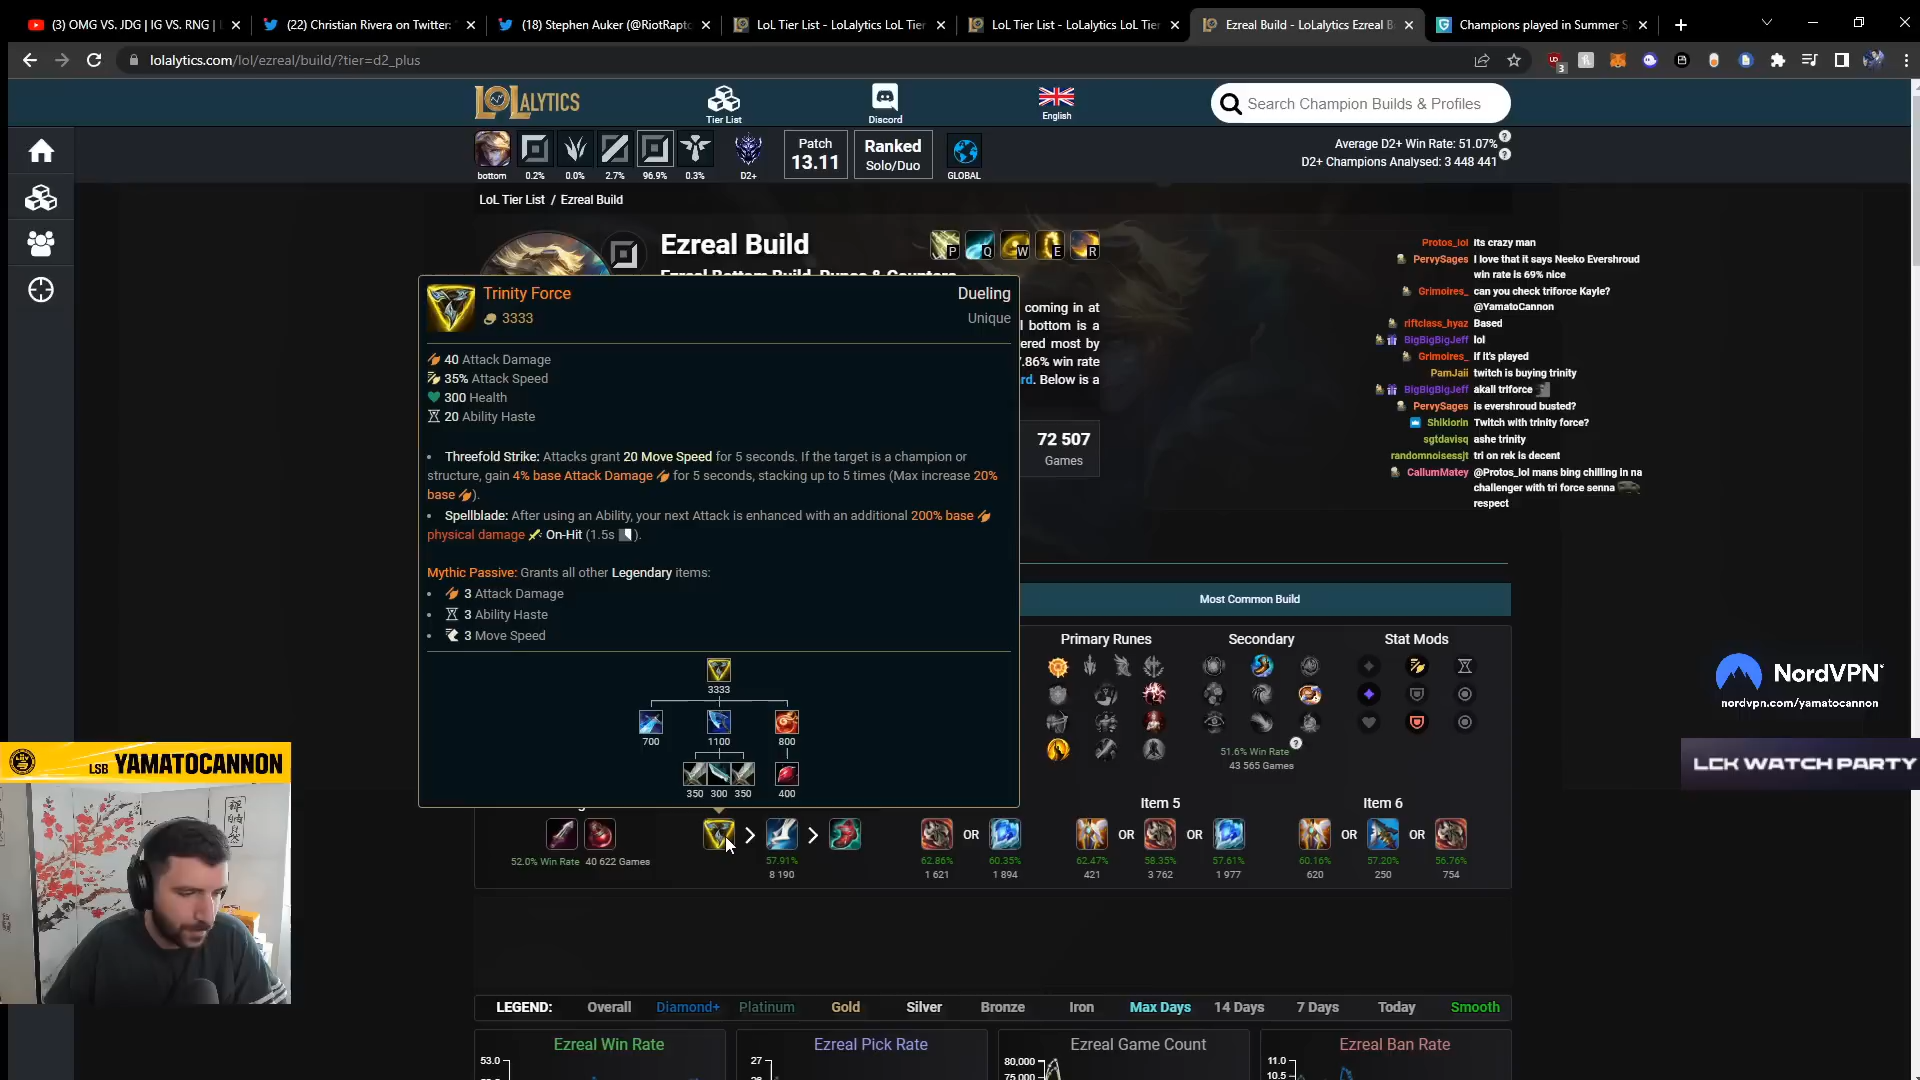 (3) OMG VS. JDG | IG VS. RNG |
(22) Christian Rivera on Twitter:
(18) Stephen Auker (@RiotRapto
LoL Tier List - LoLalytics LoL Tier
LoL Tier List - LoLalytics LoL Tier
Ezreal Build - LoLalytics Ezreal B
Champions played in Summer S
lolalytics.com/lol/ezreal/build/?tier=d2_plus
3
LOLALYTICS
Tier List
Discord
English
Search Champion Builds & Profiles
bottom
0.2%
0.0%
2.7%
96.9%
0.3%
D2+
Patch
13.11
Ranked
Solo/Duo
GLOBAL
Average D2+ Win Rate: 51.07%
D2+ Champions Analysed: 3 448 441
LoL Tier List / Ezreal Build
Ezreal Build
P Q W E R
Ezreal Bottom Build, Runes & Counters
coming in at
l bottom is a
ered most by
7.86% win rate
rd. Below is a
72 507
Games
Trinity Force
3333
Dueling
Unique
40 Attack Damage
35% Attack Speed
300 Health
20 Ability Haste
• Threefold Strike: Attacks grant 20 Move Speed for 5 seconds. If the target is a champion or
structure, gain 4% base Attack Damage for 5 seconds, stacking up to 5 times (Max increase 20%
base ).
• Spellblade: After using an Ability, your next Attack is enhanced with an additional 200% base
physical damage On-Hit (1.5s ).
Mythic Passive: Grants all other Legendary items:
• 3 Attack Damage
• 3 Ability Haste
• 3 Move Speed
3333
700
1100
800
350 300 350 400
Protos_lol Its crazy man
PervySages I love that it says Neeko Evershroud
win rate is 69% nice
Grimoires_ can you check triforce Kayle?
@YamatoCannon
riftclass_hyaz Based
BigBigBigJeff lol
Grimoires_ If it's played
PamJaii twitch is buying trinity
BigBigBigJeff akali triforce
PervySages is evershroud busted?
Shiklorin Twitch with trinity force?
sgtdavisq ashe trinity
randomnoisessjt tri on rek is decent
CallumMatey @Protos_lol mans bing chilling in na
challenger with tri force senna
respect
Most Common Build
Primary Runes
Secondary
Stat Mods
51.6% Win Rate
43 565 Games
Item 5
Item 6
OR
OR
OR
OR
OR
52.0% Win Rate
40 622 Games
57.91%
8 190
62.86%
1 621
60.35%
1 894
62.47%
421
58.35%
3 762
57.61%
1 977
60.16%
620
57.20%
250
56.76%
754
NordVPN
nordvpn.com/yamatocannon
LCK WATCH PARTY
LSB YAMATOCANNON
LEGEND: Overall Diamond+ Platinum Gold Silver Bronze Iron Max Days 14 Days 7 Days Today Smooth
Ezreal Win Rate
53.0
Ezreal Pick Rate
27
Ezreal Game Count
80,000
75,000
Ezreal Ban Rate
11.0
10.5